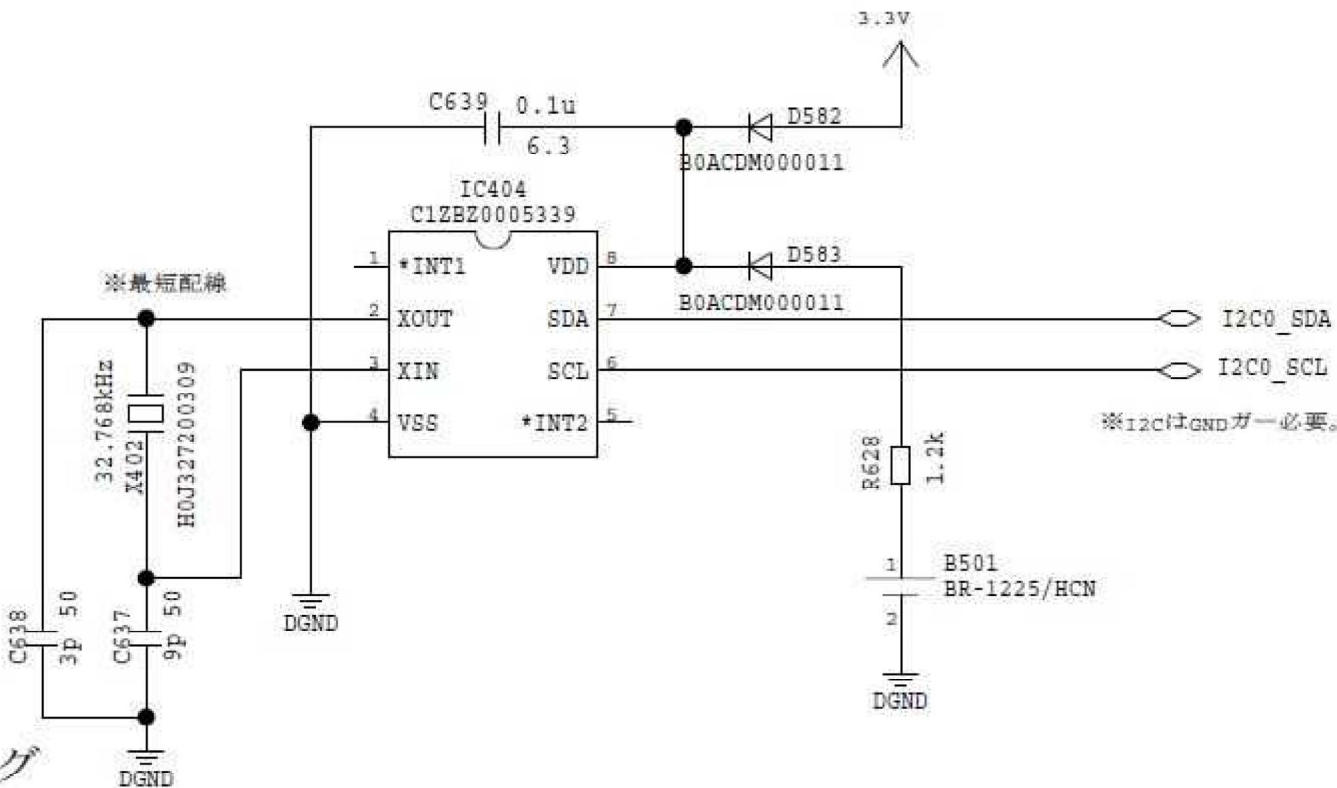 3.3V
C639 0.1u
6.3
D582
B0ACDM000011
IC404
C1ZBZ0005339
1 *INT1
2 XOUT
3 XIN
4 VSS
VDD 8
SDA 7
SCL 6
*INT2 5
D583
B0ACDM000011
※最短配線
32.768kHz
X402
H0J327200309
I2C0_SDA
I2C0_SCL
※I2CはGNDガー必要。
R628
1.2k
1
B501
BR-1225/HCN
2
DGND
DGND
C638
3p 50
C637
9p 50
DGND
グ